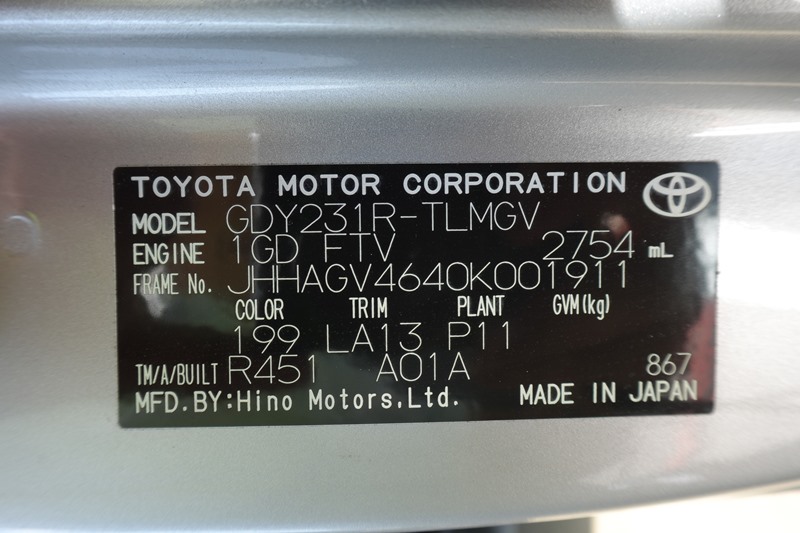 TOYOTA MOTOR CORPORATION
MODEL GDY231R-TLMGV
ENGINE 1GD FTV 2754 mL
FRAME No. JHHAGV4640K001911
COLOR TRIM PLANT GVM(kg)
199 LA13 P11
TM/A/BUILT R451 A01A 867
MFD.BY:Hino Motors,Ltd. MADE IN JAPAN